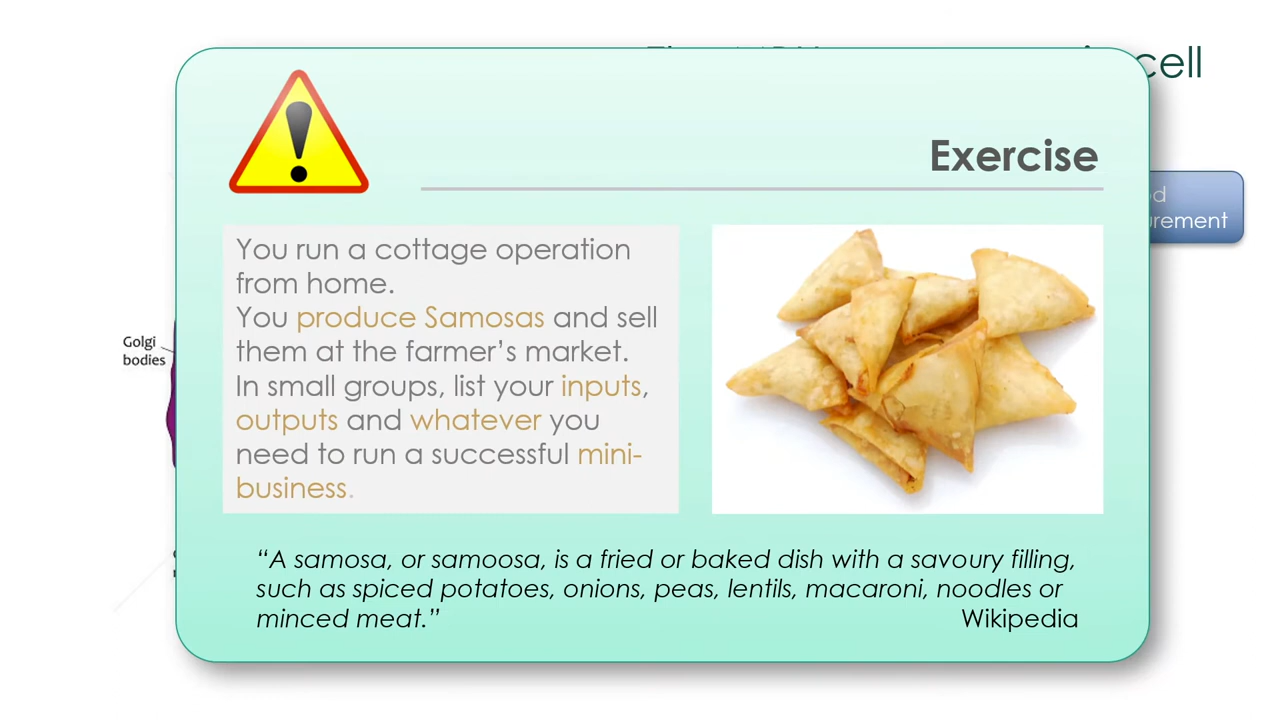 cell
Exercise
urement
You run a cottage operation
from home.
You produce Samosas and sell
them at the farmer's market.
In small groups, list your inputs,
outputs and whatever you
need to run a successful mini-
business.
Golgi
bodies
“A samosa, or samoosa, is a fried or baked dish with a savoury filling,
such as spiced potatoes, onions, peas, lentils, macaroni, noodles or
minced meat.”
Wikipedia